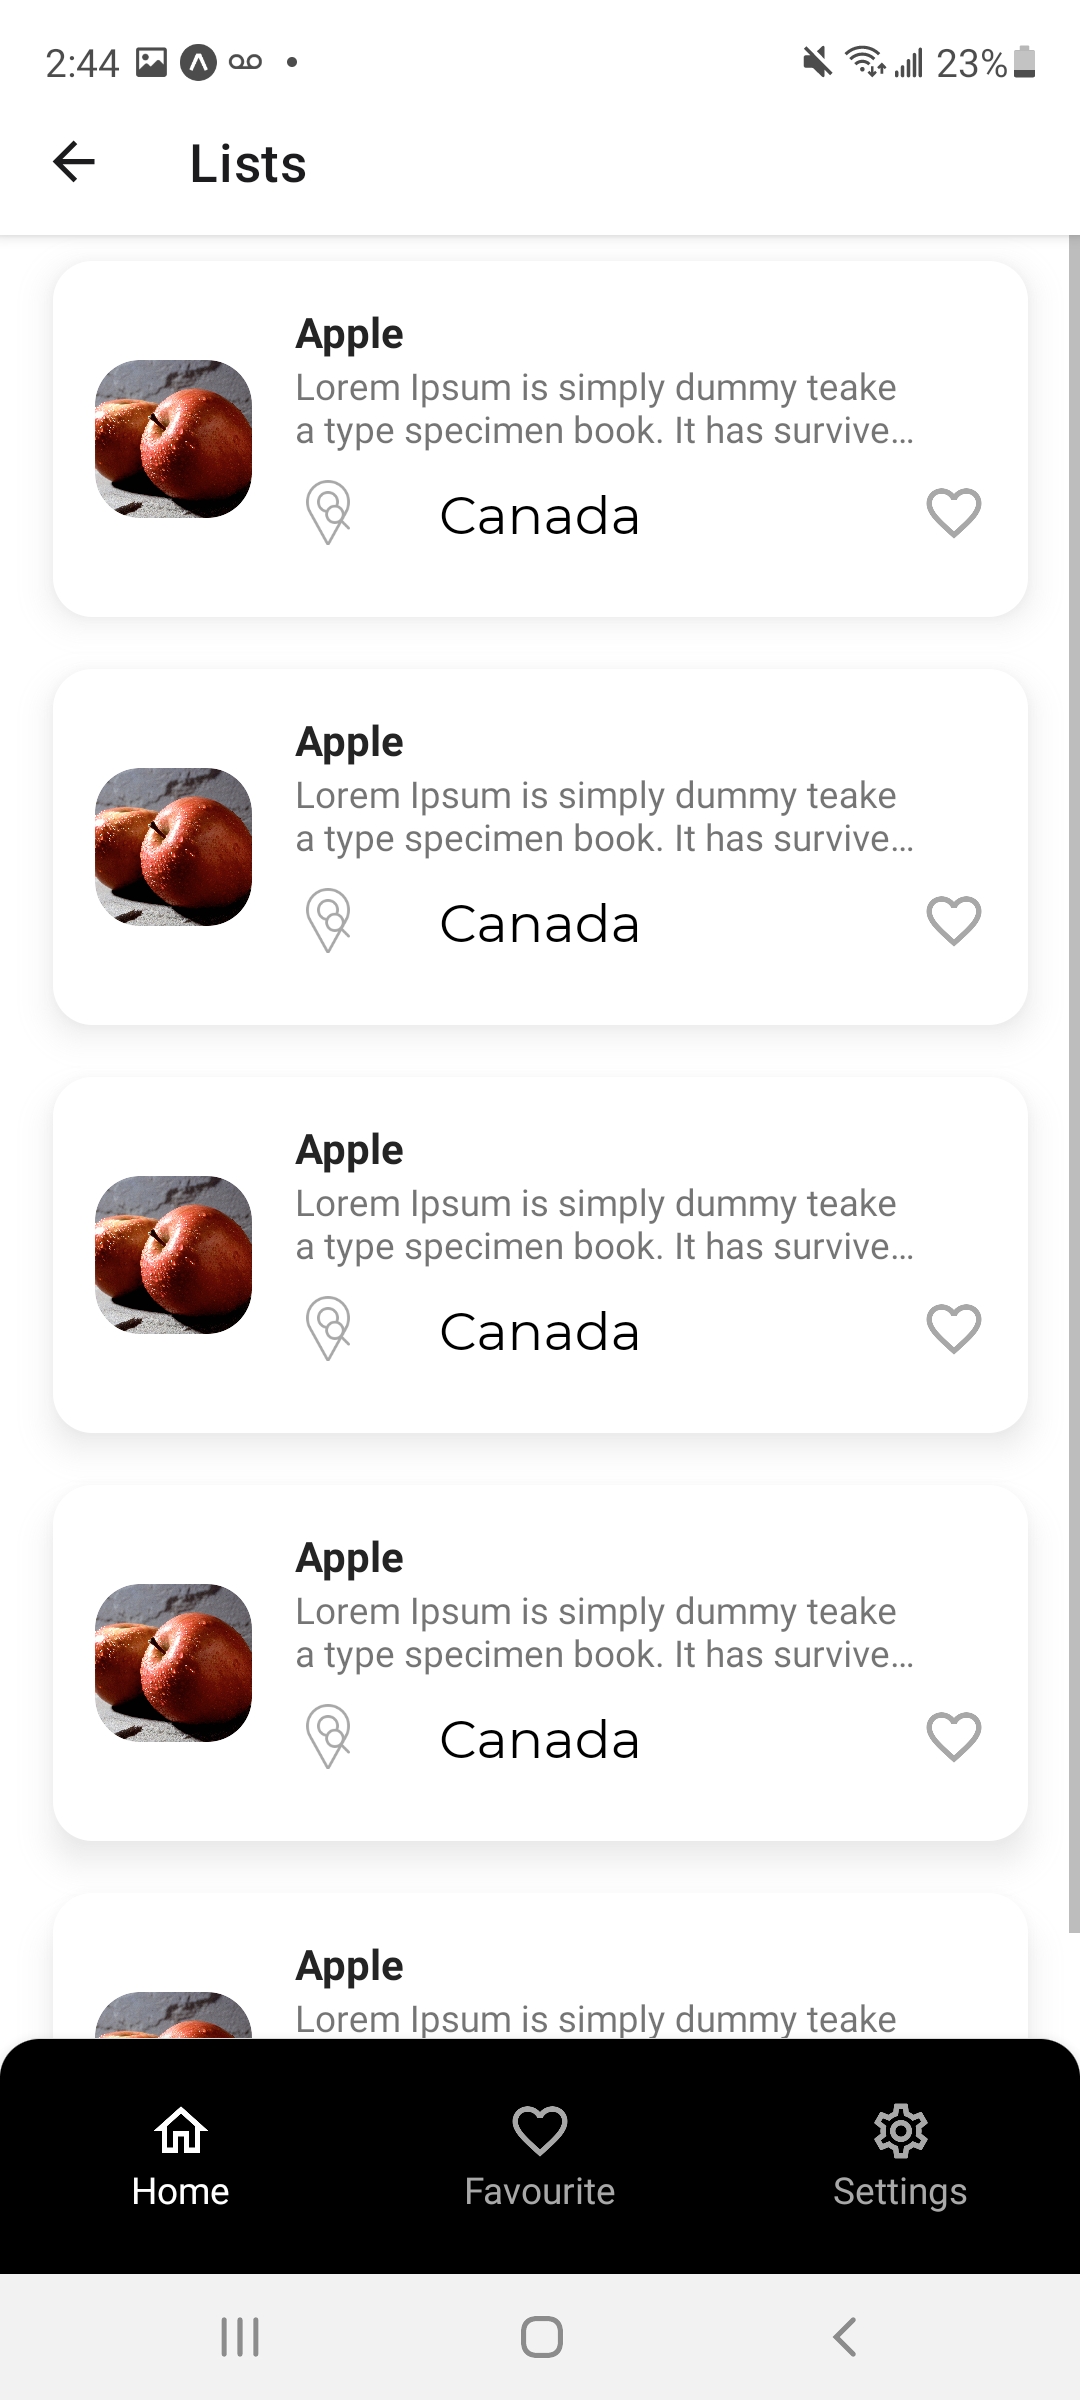 2:44
23%
Lists
Apple
Lorem Ipsum is simply dummy teake
a type specimen book. It has survive...
Canada
Apple
Lorem Ipsum is simply dummy teake
a type specimen book. It has survive...
Canada
Apple
Lorem Ipsum is simply dummy teake
a type specimen book. It has survive...
Canada
Apple
Lorem Ipsum is simply dummy teake
a type specimen book. It has survive...
Canada
Apple
Lorem Ipsum is simply dummy teake
Home
Favourite
Settings